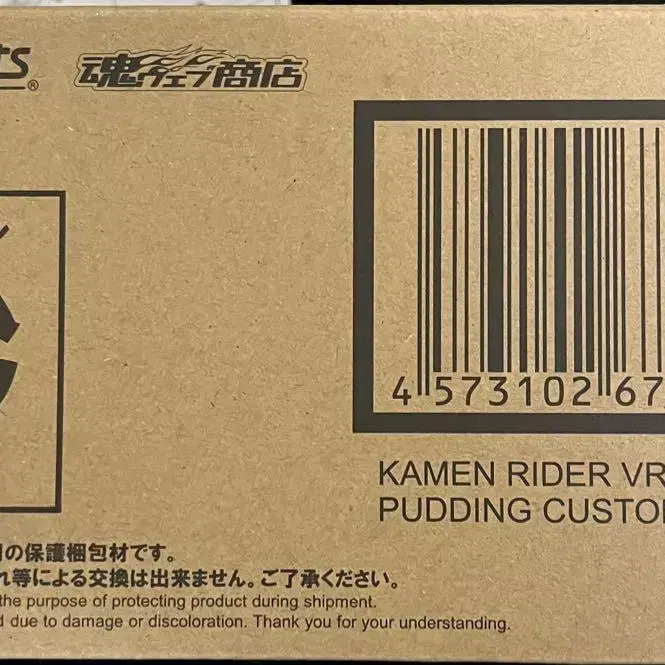 ts®
魂ウェブ商店
4 573102 67
KAMEN RIDER VR
PUDDING CUSTO
の保護梱包材です。
れ等による交換は出来ません。ご了承ください。
the purpose of protecting product during shipment.
d due to damage or discoloration. Thank you for your understanding.